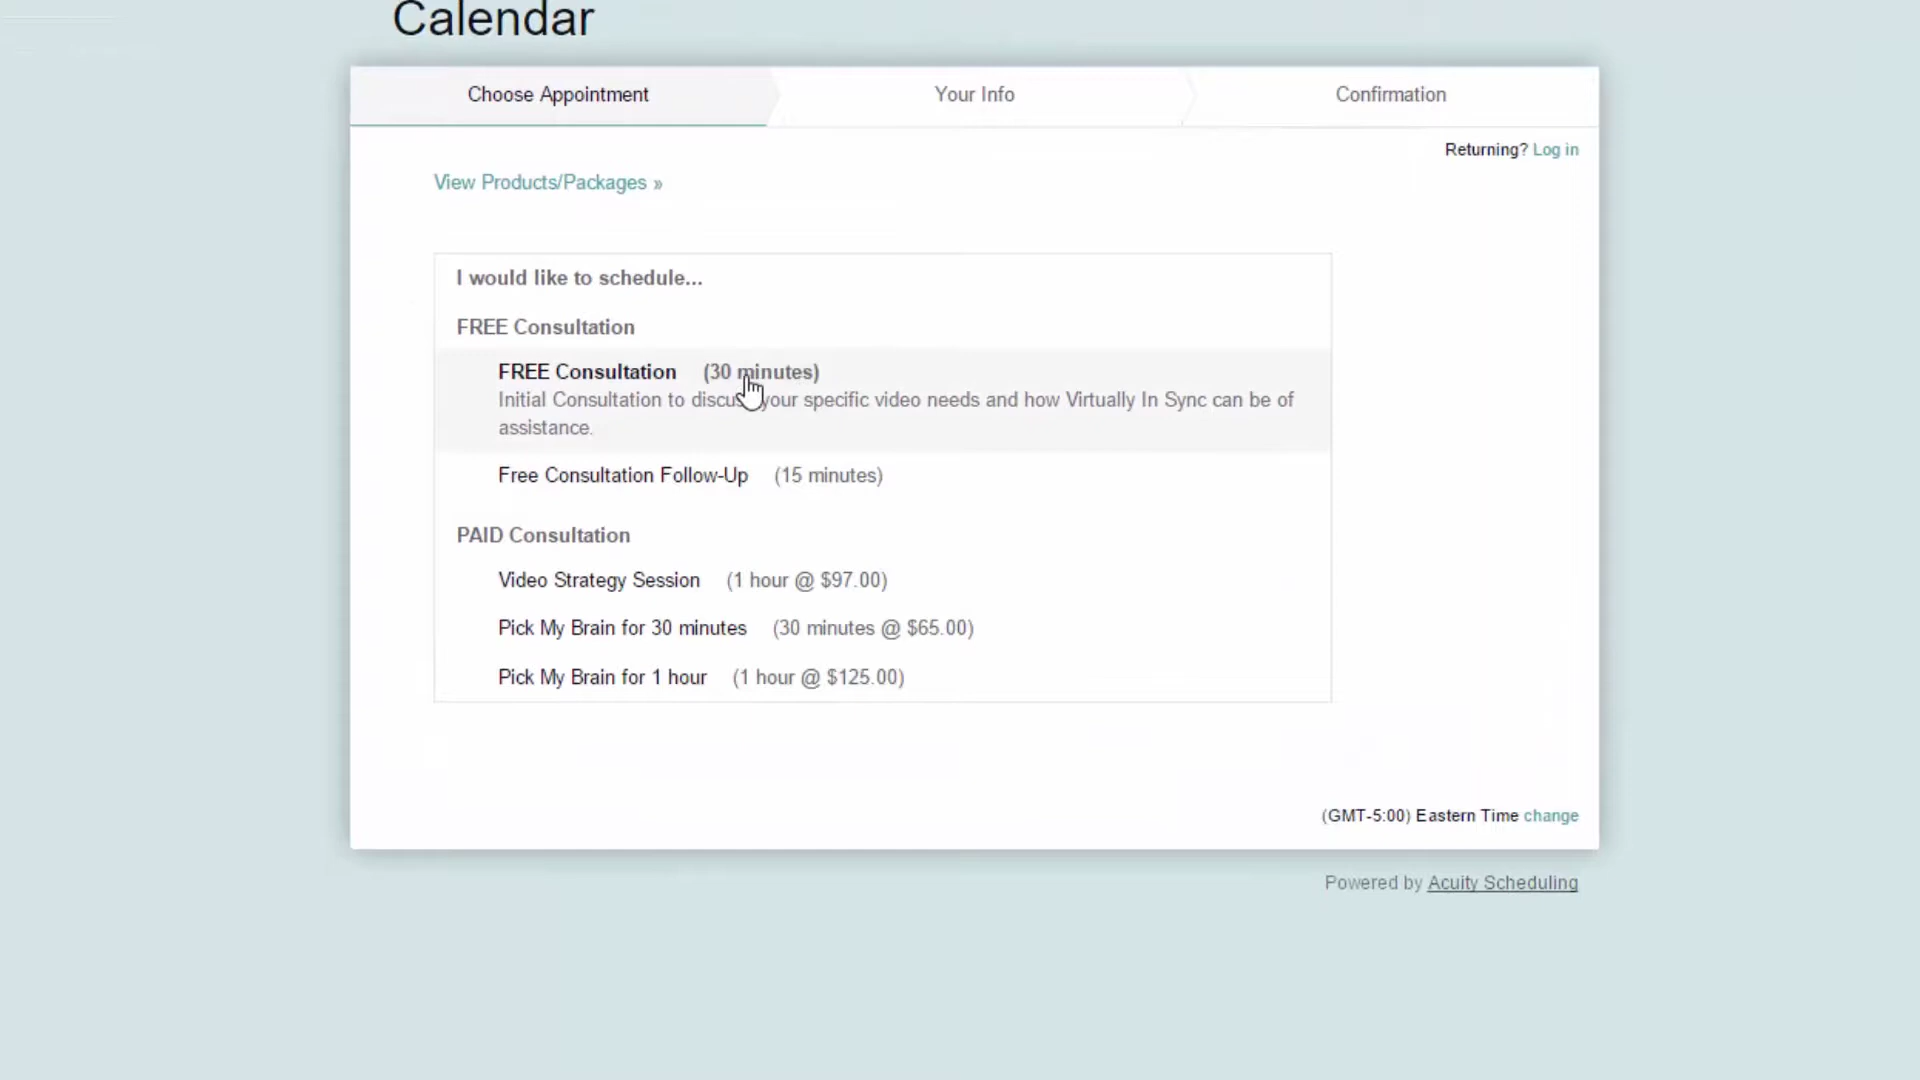 Calendar
Choose Appointment
Your Info
Confirmation
Returning? Log in
View Products/Packages »
I would like to schedule...
FREE Consultation
FREE Consultation (30 minutes)
Initial Consultation to discuss your specific video needs and how Virtually In Sync can be of
assistance.
Free Consultation Follow-Up (15 minutes)
PAID Consultation
Video Strategy Session (1 hour @ $97.00)
Pick My Brain for 30 minutes (30 minutes @ $65.00)
Pick My Brain for 1 hour (1 hour @ $125.00)
(GMT-5:00) Eastern Time change
Powered by Acuity Scheduling